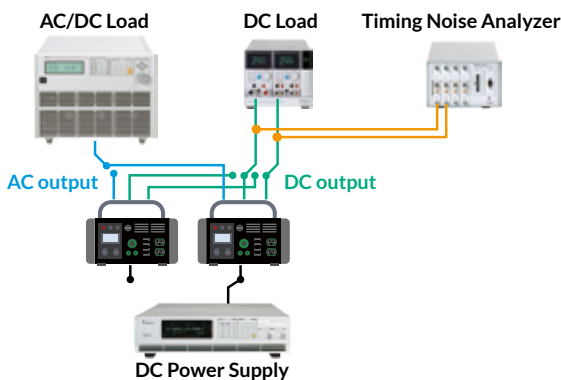 AC/DC Load
DC Load
Timing Noise Analyzer
AC output
DC output
DC Power Supply